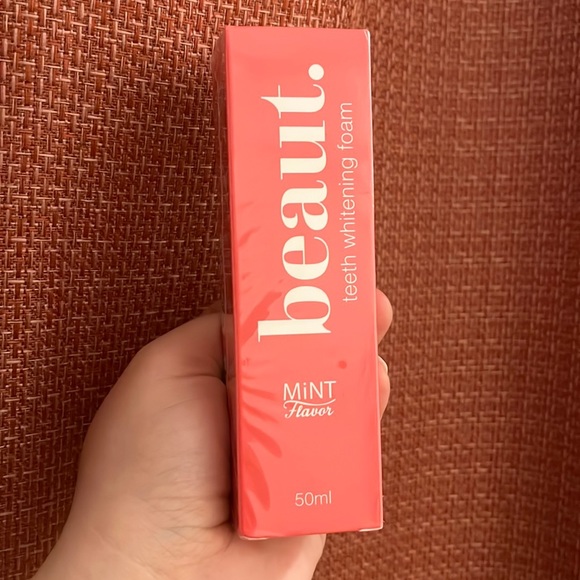 beaut.
teeth whitening foam
MiNT
Flavor
50ml